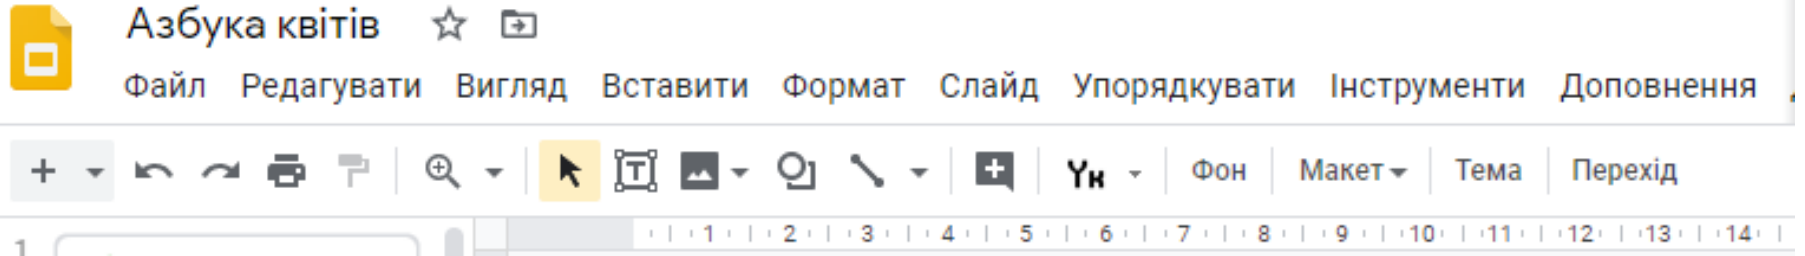 Азбука квітів
Файл Редагувати Вигляд Вставити Формат Слайд Упорядкувати Інструменти Доповнення
Ук Фон Макет Тема Перехід
1 2 3 4 5 6 7 8 9 10 11 12 13 14
1